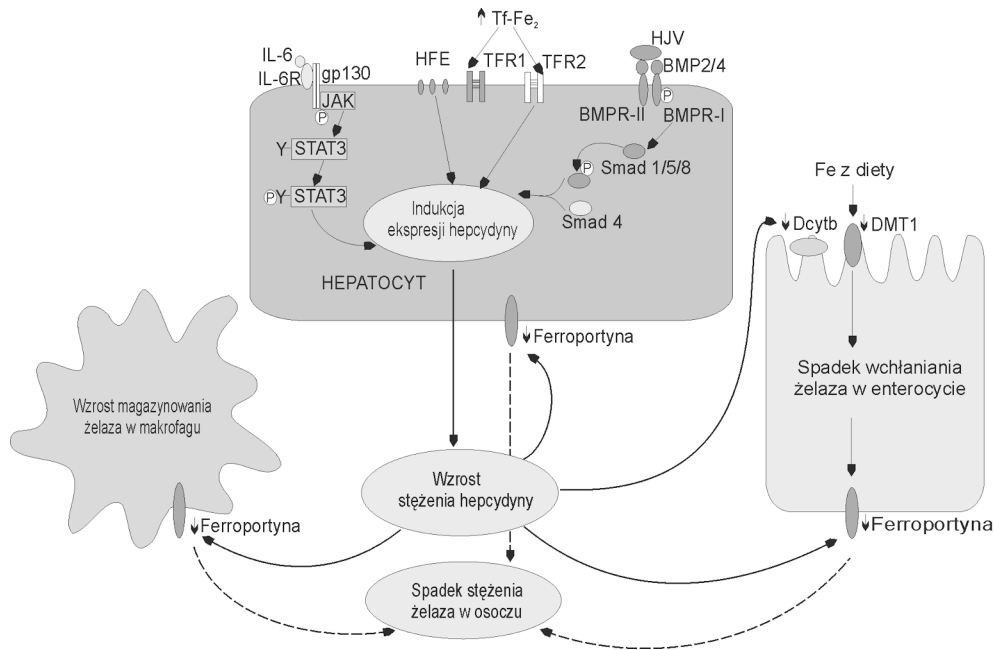 Tf-Fe2
IL-6
IL-6R
gp130
JAK
P
HFE
TFR1
TFR2
HJV
BMP2/4
P
BMPR-II
BMPR-I
Y
STAT3
P
Y
STAT3
P
Smad 1/5/8
Smad 4
Indukcja
ekspresji hepcydyny
HEPATOCYT
Ferroportyna
Fe z diety
Dcytb
DMT1
Spadek wchłaniania
żelaza w enterocycie
Ferroportyna
Wzrost magazynowania
żelaza w makrofagu
Ferroportyna
Wzrost
stężenia hepcydyny
Spadek stężenia
żelaza w osoczu